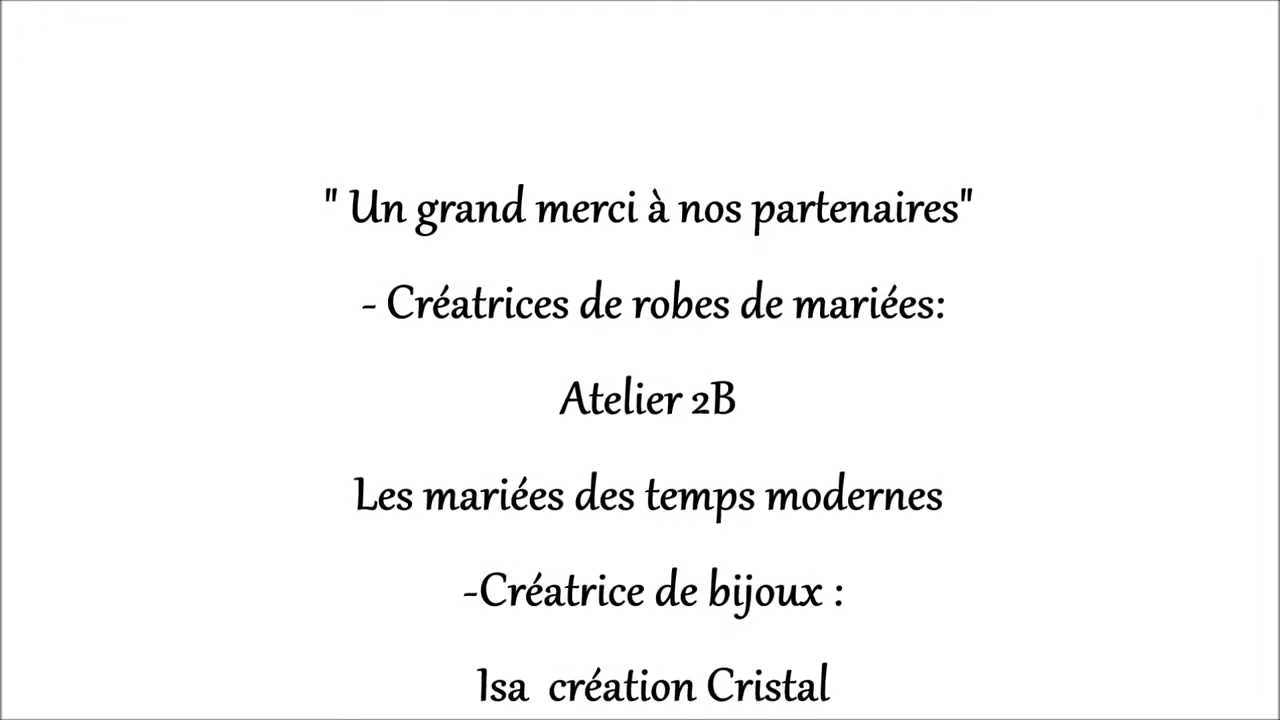 " Un grand merci à nos partenaires"
- Créatrices de robes de mariées:
Atelier 2B
Les mariées des temps modernes
-Créatrice de bijoux :
Isa  création Cristal